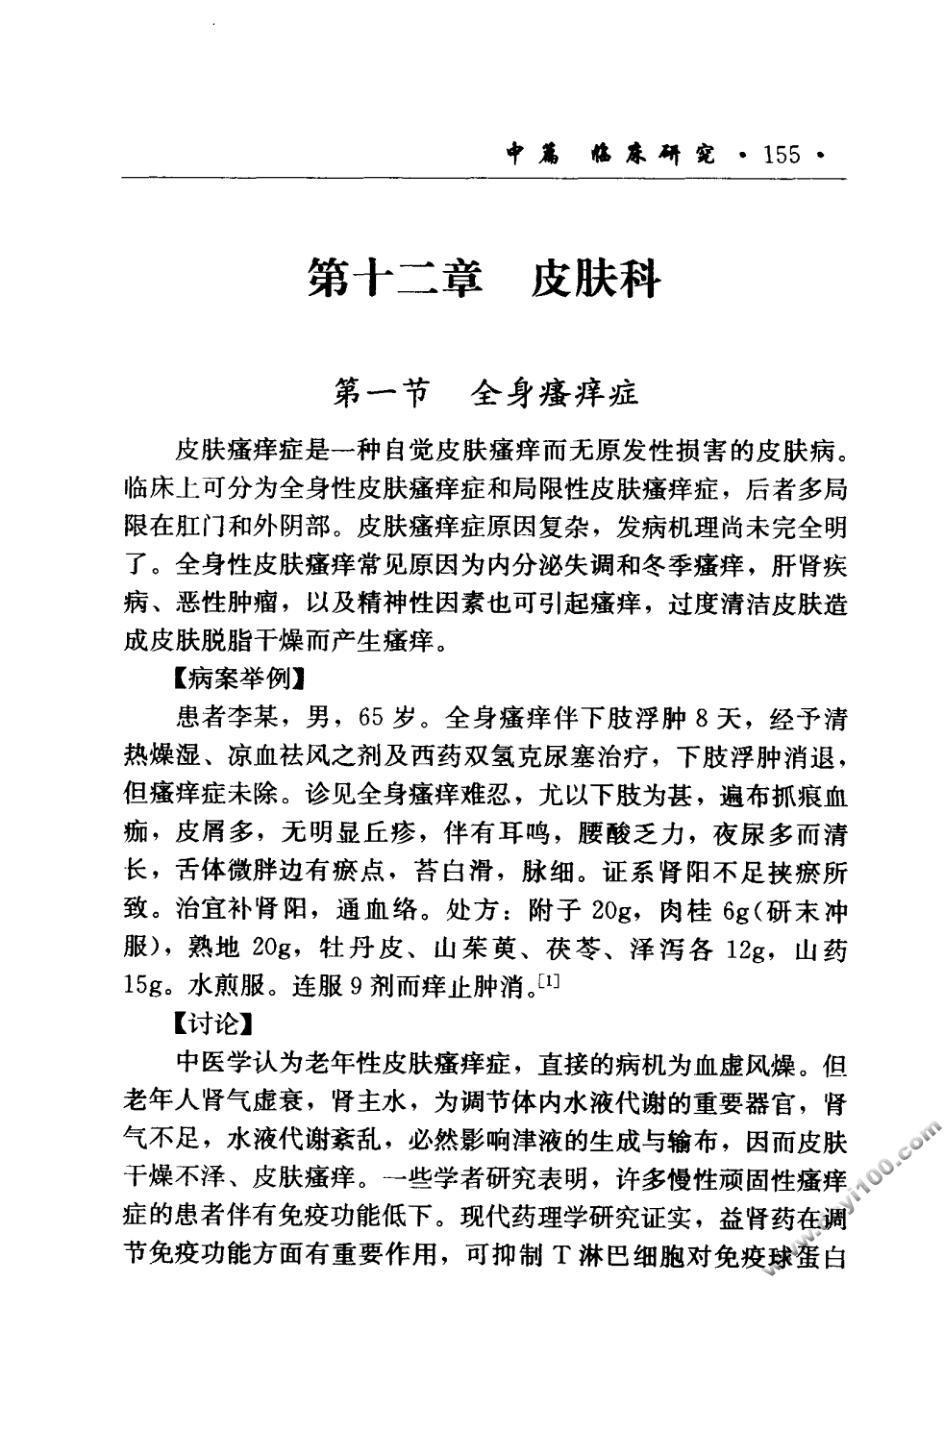 中篇 临床研究 · 155 ·
第十二章 皮肤科
第一节 全身瘙痒症
皮肤瘙痒症是一种自觉皮肤瘙痒而无原发性损害的皮肤病。
临床上可分为全身性皮肤瘙痒症和局限性皮肤瘙痒症，后者多局
限在肛门和外阴部。皮肤瘙痒症原因复杂，发病机理尚未完全明
了。全身性皮肤瘙痒常见原因为内分泌失调和冬季瘙痒，肝肾疾
病、恶性肿瘤，以及精神性因素也可引起瘙痒，过度清洁皮肤造
成皮肤脱脂干燥而产生瘙痒。
【病案举例】
患者李某，男，65 岁。全身瘙痒伴下肢浮肿 8 天，经予清
热燥湿、凉血祛风之剂及西药双氢克尿塞治疗，下肢浮肿消退，
但瘙痒症未除。诊见全身瘙痒难忍，尤以下肢为甚，遍布抓痕血
痂，皮屑多，无明显丘疹，伴有耳鸣，腰酸乏力，夜尿多而清
长，舌体微胖边有瘀点，苔白滑，脉细。证系肾阳不足挟瘀所
致。治宜补肾阳，通血络。处方：附子 20g，肉桂 6g(研末冲
服)，熟地 20g，牡丹皮、山茱萸、茯苓、泽泻各 12g，山药
15g。水煎服。连服 9 剂而痒止肿消。[1]
【讨论】
中医学认为老年性皮肤瘙痒症，直接的病机为血虚风燥。但
老年人肾气虚衰，肾主水，为调节体内水液代谢的重要器官，肾
气不足，水液代谢紊乱，必然影响津液的生成与输布，因而皮肤
干燥不泽、皮肤瘙痒。一些学者研究表明，许多慢性顽固性瘙痒
症的患者伴有免疫功能低下。现代药理学研究证实，益肾药在调
节免疫功能方面有重要作用，可抑制 T 淋巴细胞对免疫球蛋白